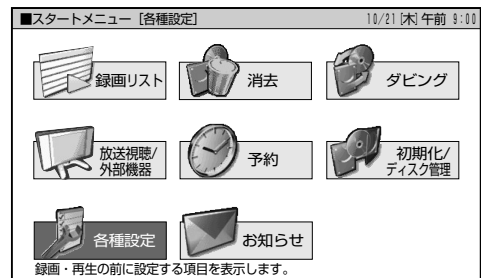 ■スタートメニュー [各種設定] 10/21[木]午前 9:00
録画リスト 消去 ダビング
放送視聴/ 予約 初期化/
外部機器 ディスク管理
各種設定 お知らせ
録画・再生の前に設定する項目を表示します。